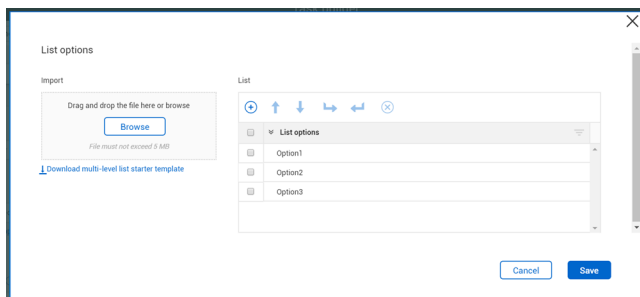 List options
Import
List
Drag and drop the file here or browse
Browse
File must not exceed 5 MB
Download multi-level list starter template
List options
Option1
Option2
Option3
Cancel
Save